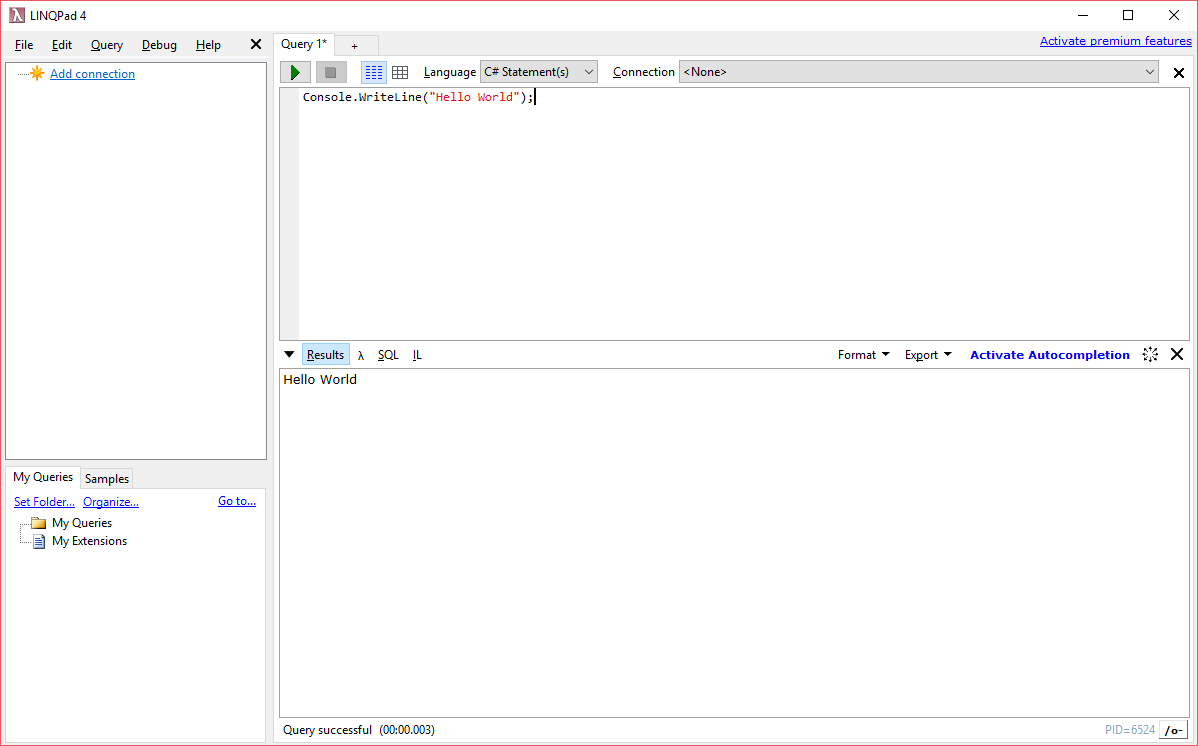 LINQPad 4
File Edit Query Debug Help
Add connection
My Queries Samples
Set Folder... Organize... Go to...
My Queries
My Extensions
Query 1* +
Activate premium features
Language C# Statement(s) Connection <None>
Console.WriteLine("Hello World");
Results λ SQL IL Format Export Activate Autocompletion
Hello World
Query successful (00:00.003)
PID=6524 /o-